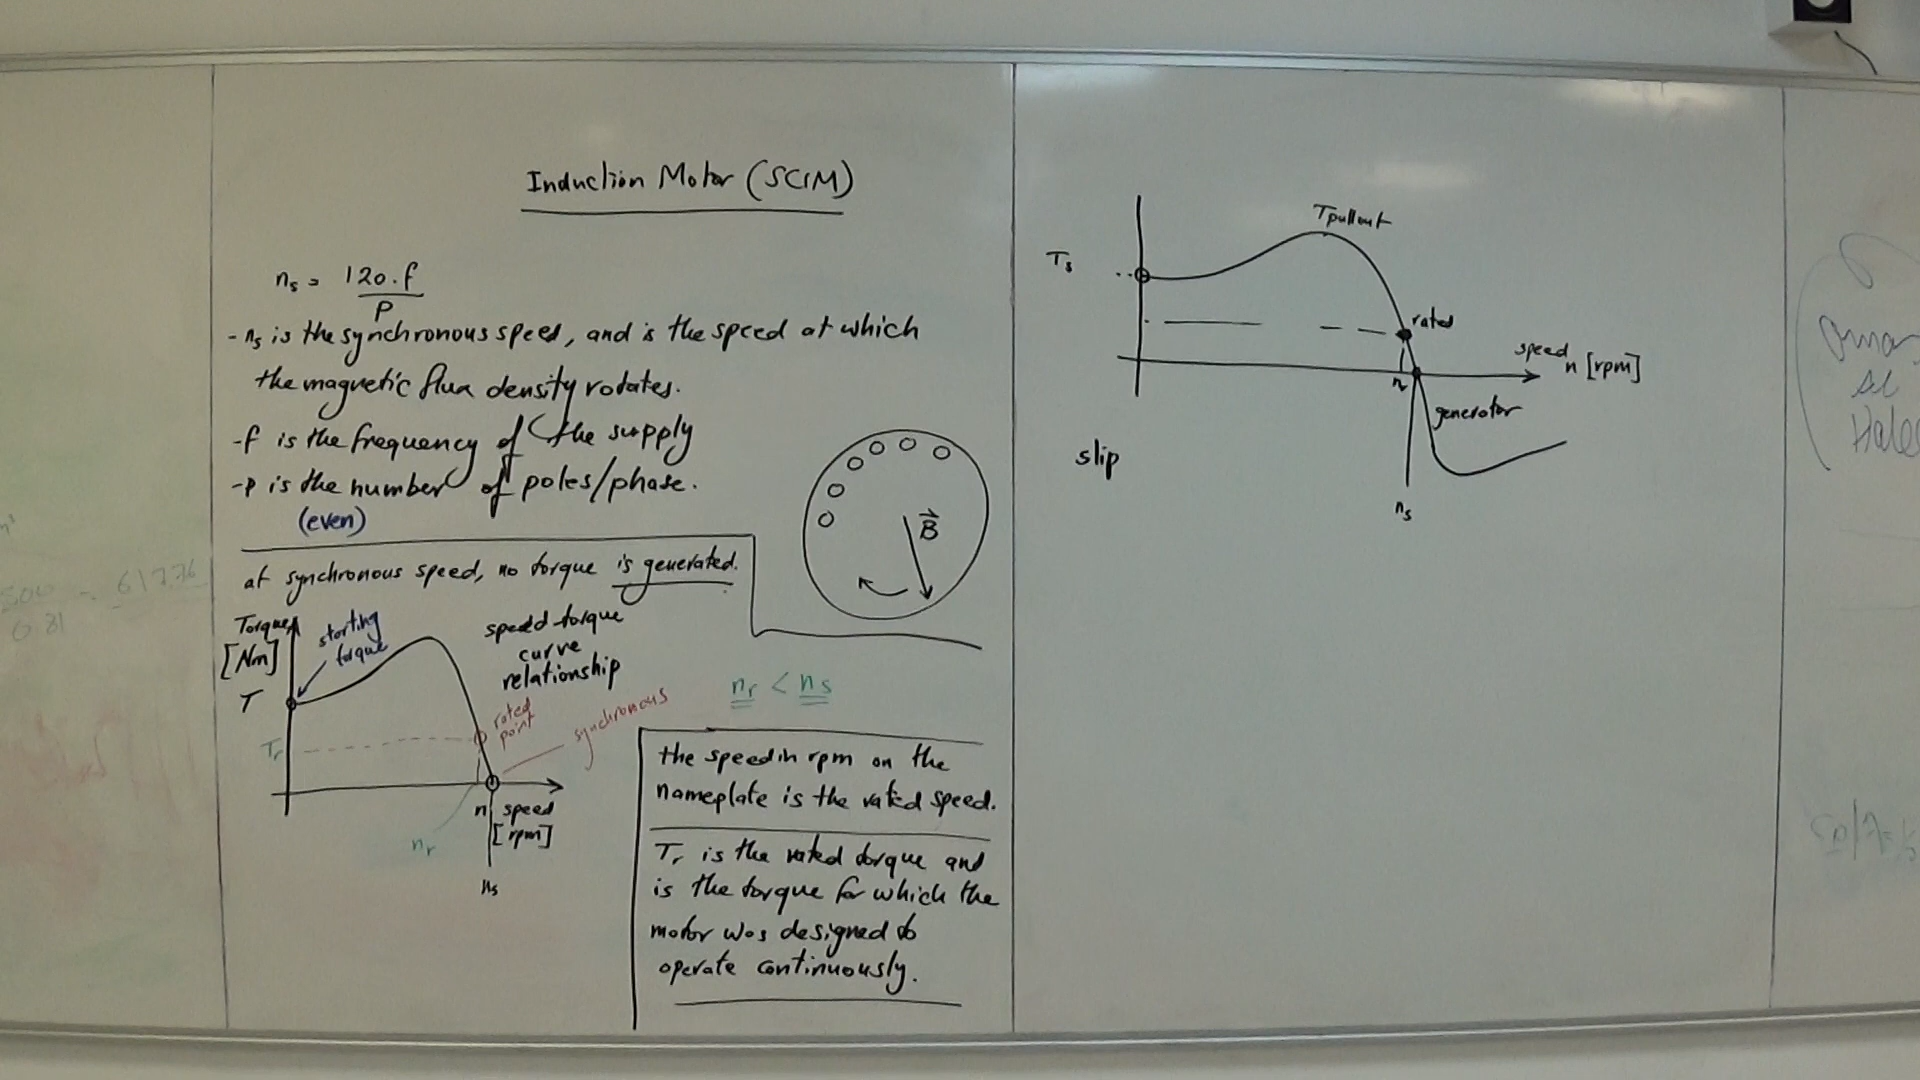 Induction Motor (SCIM)
ns = 120.f
P
- ns is the synchronous speed, and is the speed at which
the magnetic flux density rotates.
-f is the frequency of the supply
-P is the number of poles/phase.
(even)
B
at synchronous speed, no torque is generated.
Torque
[Nm]
T
starting
torque
speed-torque
curve
relationship
rated
point
synchronous
Tr
n speed
[rpm]
nr
ns
nr < ns
the speed in rpm on the
nameplate is the rated speed.
Tr is the rated torque and
is the torque for which the
motor was designed to
operate continuously.
Tpullout
Ts
rated
speed
n [rpm]
nr
generator
ns
slip
61776
0.81